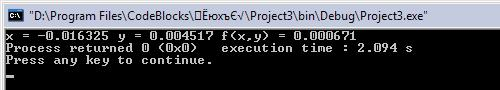 "D:\Program Files\CodeBlocks\▯ЁюхъЄ√\Project3\bin\Debug\Project3.exe"
x = -0.016325 y = 0.004517 f(x,y) = 0.000671
Process returned 0 (0x0)   execution time : 2.094 s
Press any key to continue.